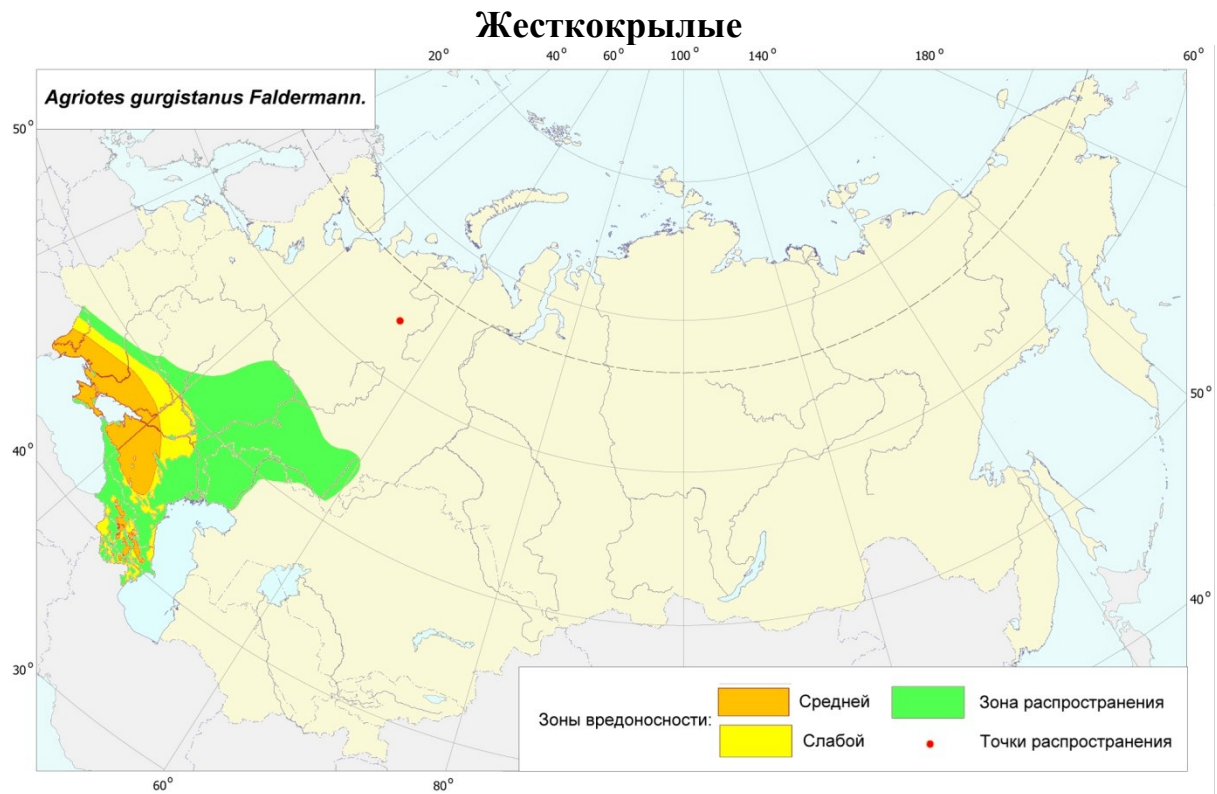 Жесткокрылые
20° 40° 60° 100° 140° 180° 60°
Agriotes gurgistanus Faldermann.
50°
50°
40°
40°
30°
Зоны вредоносности:
Средней
Слабой
Зона распространения
Точки распространения
60° 80°